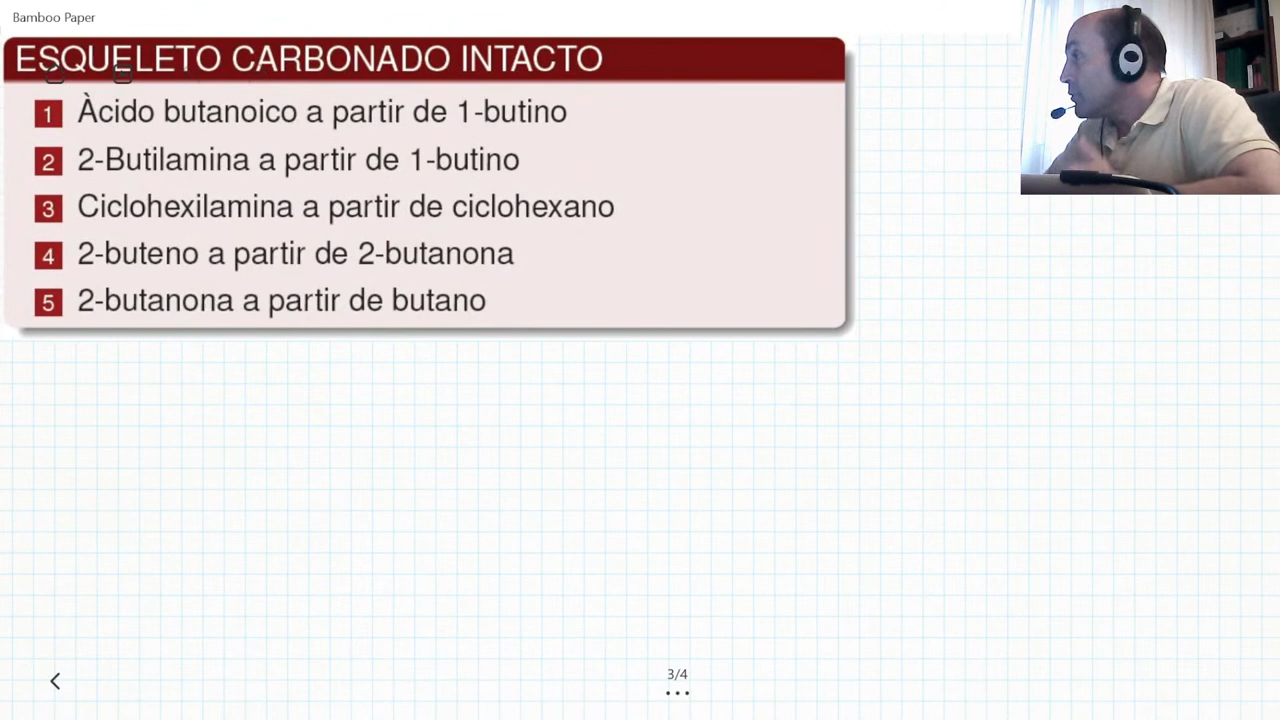 Bamboo Paper
ESQUELETO CARBONADO INTACTO
1 Àcido butanoico a partir de 1-butino
2 2-Butilamina a partir de 1-butino
3 Ciclohexilamina a partir de ciclohexano
4 2-buteno a partir de 2-butanona
5 2-butanona a partir de butano
3/4